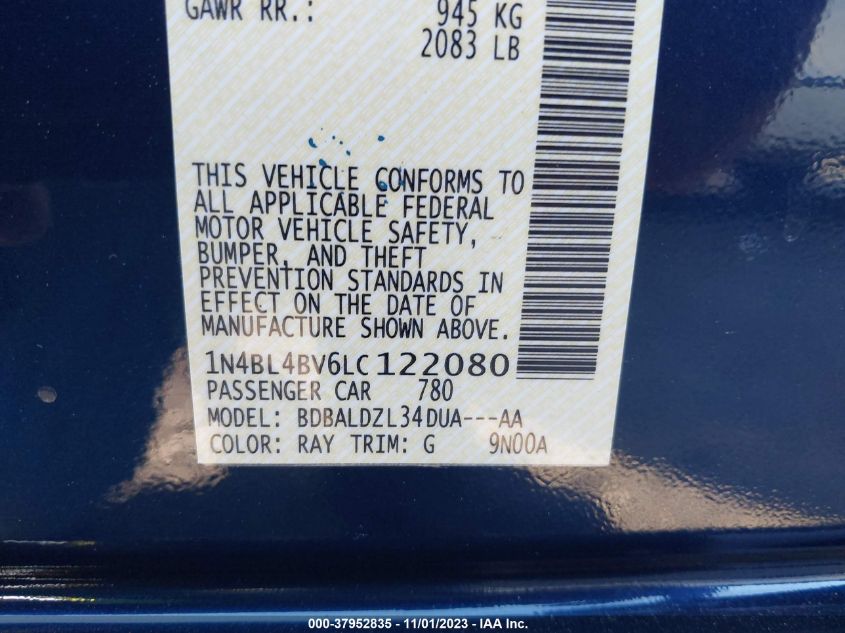 GAWR RR.: 945 KG
2083 LB
THIS VEHICLE CONFORMS TO
ALL APPLICABLE FEDERAL
MOTOR VEHICLE SAFETY,
BUMPER, AND THEFT
PREVENTION STANDARDS IN
EFFECT ON THE DATE OF
MANUFACTURE SHOWN ABOVE.
1N4BL4BV6LC122080
PASSENGER CAR 780
MODEL: BDBALDZL34DUA---AA
COLOR: RAY TRIM: G 9N00A
000-37952835 - 11/01/2023 - IAA Inc.